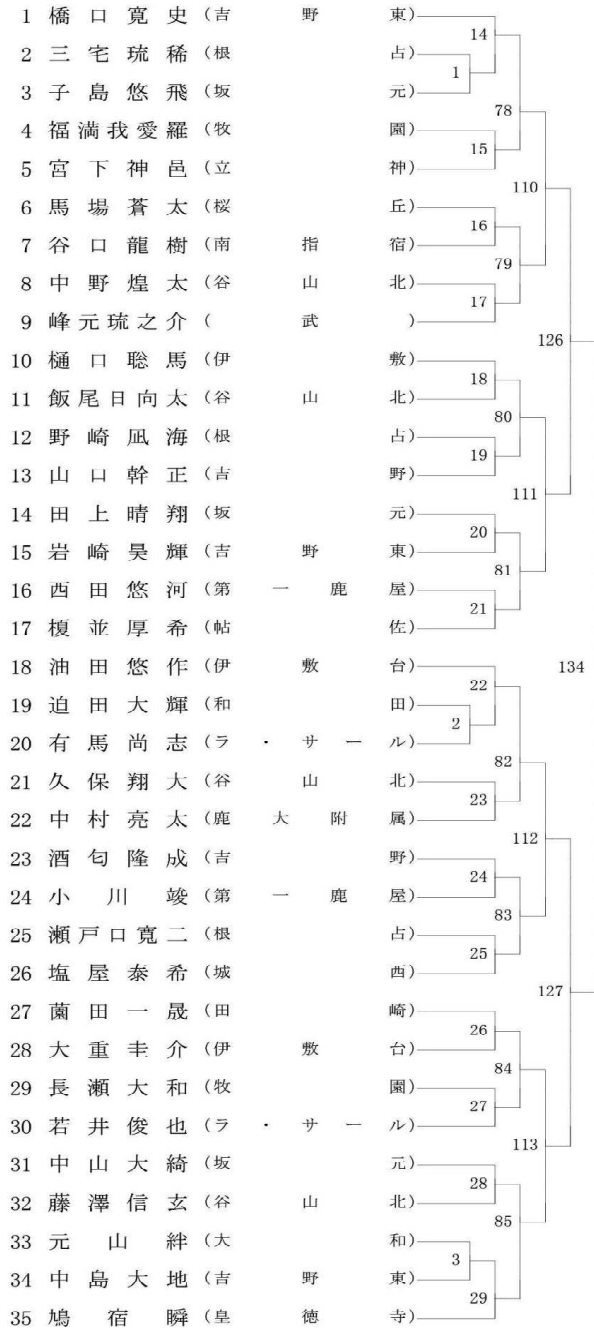 1 橋口寛史 (吉野東)
14
2 三宅琉稀 (根占)
1
3 子島悠飛 (坂元)
78
4 福満我愛羅 (牧園)
15
5 宮下神邑 (立神)
110
6 馬場蒼太 (桜丘)
16
7 谷口龍樹 (南指宿)
79
8 中野煌太 (谷山北)
17
9 峰元琉之介 (武)
126
10 樋口聡馬 (伊敷)
18
11 飯尾日向太 (谷山北)
80
12 野崎凪海 (根占)
19
13 山口幹正 (吉野)
111
14 田上晴翔 (坂元)
20
15 岩崎昊輝 (吉野東)
81
16 西田悠河 (第一鹿屋)
21
17 榎並厚希 (帖佐)
18 油田悠作 (伊敷台)
134
22
19 迫田大輝 (和田)
2
20 有馬尚志 (ラ・サール)
82
21 久保翔大 (谷山北)
23
22 中村亮太 (鹿大附属)
112
23 酒匂隆成 (吉野)
24
24 小川竣 (第一鹿屋)
83
25 瀬戸口寛二 (根占)
25
26 塩屋泰希 (城西)
127
27 薗田一晟 (田崎)
26
28 大重圭介 (伊敷台)
84
29 長瀬大和 (牧園)
27
30 若井俊也 (ラ・サール)
113
31 中山大綺 (坂元)
28
32 藤澤信玄 (谷山北)
85
33 元山絆 (大和)
3
34 中島大地 (吉野東)
29
35 鳩宿瞬 (皇徳寺)